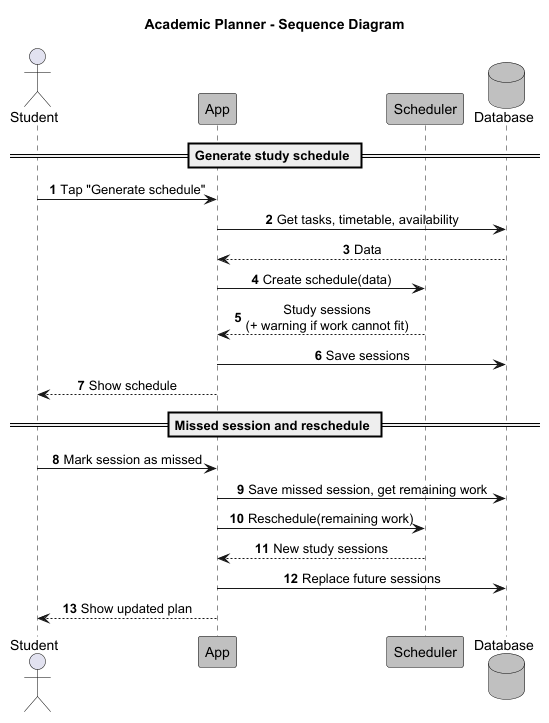 Academic Planner - Sequence Diagram
Student
App
Scheduler
Database
Generate study schedule
1 Tap "Generate schedule"
2 Get tasks, timetable, availability
3 Data
4 Create schedule(data)
5 Study sessions
(+ warning if work cannot fit)
6 Save sessions
7 Show schedule
Missed session and reschedule
8 Mark session as missed
9 Save missed session, get remaining work
10 Reschedule(remaining work)
11 New study sessions
12 Replace future sessions
13 Show updated plan
Student
App
Scheduler
Database